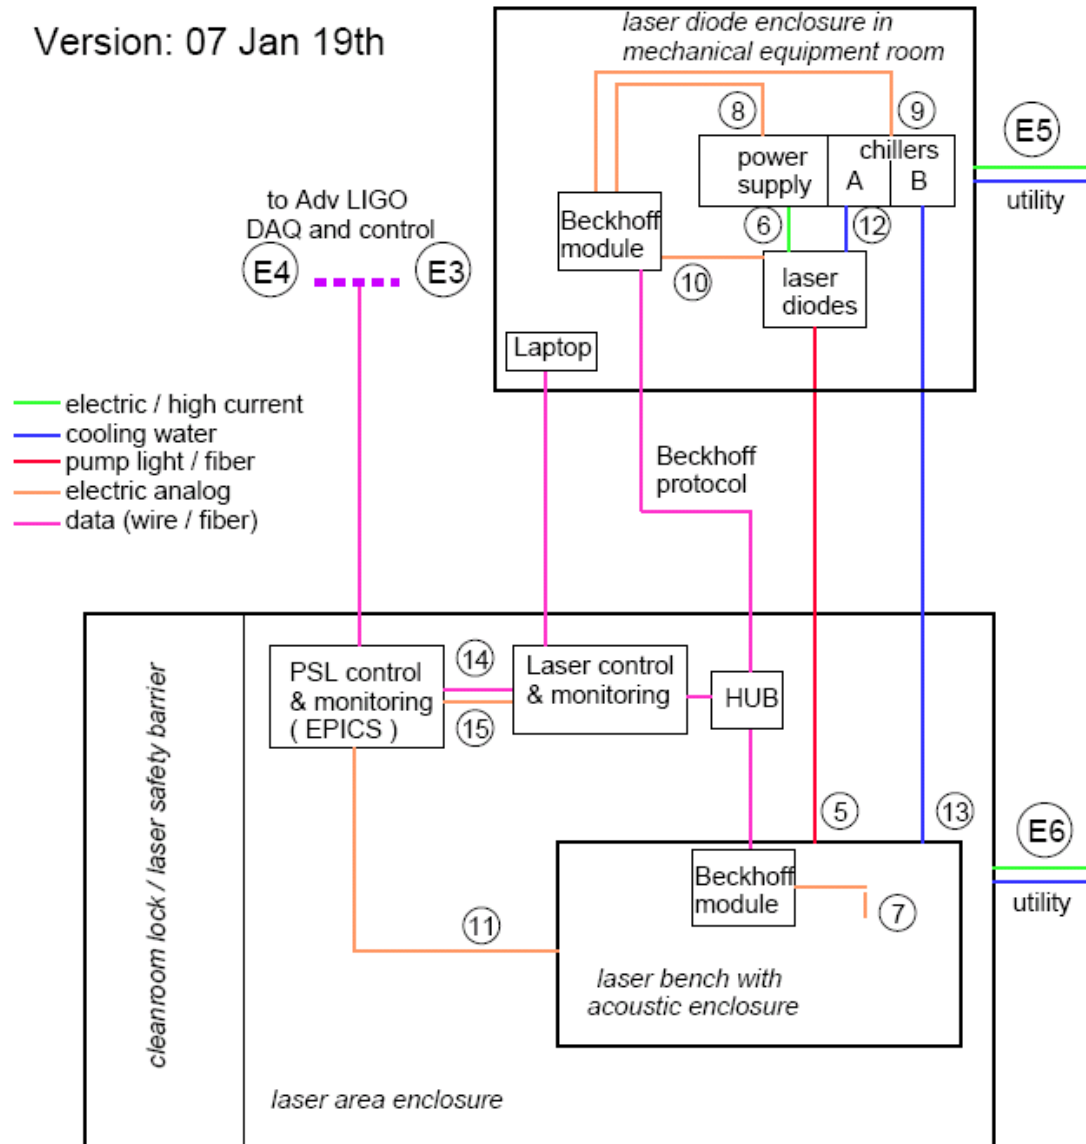 Version: 07 Jan 19th
laser diode enclosure in
mechanical equipment room
8
9
E5
power
supply
chillers
A
B
utility
to Adv LIGO
DAQ and control
E4
E3
Beckhoff
module
6
12
10
laser
diodes
Laptop
electric / high current
cooling water
pump light / fiber
electric analog
data (wire / fiber)
Beckhoff
protocol
cleanroom lock / laser safety barrier
PSL control
& monitoring
( EPICS )
14
15
Laser control
& monitoring
HUB
5
13
E6
utility
Beckhoff
module
7
11
laser bench with
acoustic enclosure
laser area enclosure